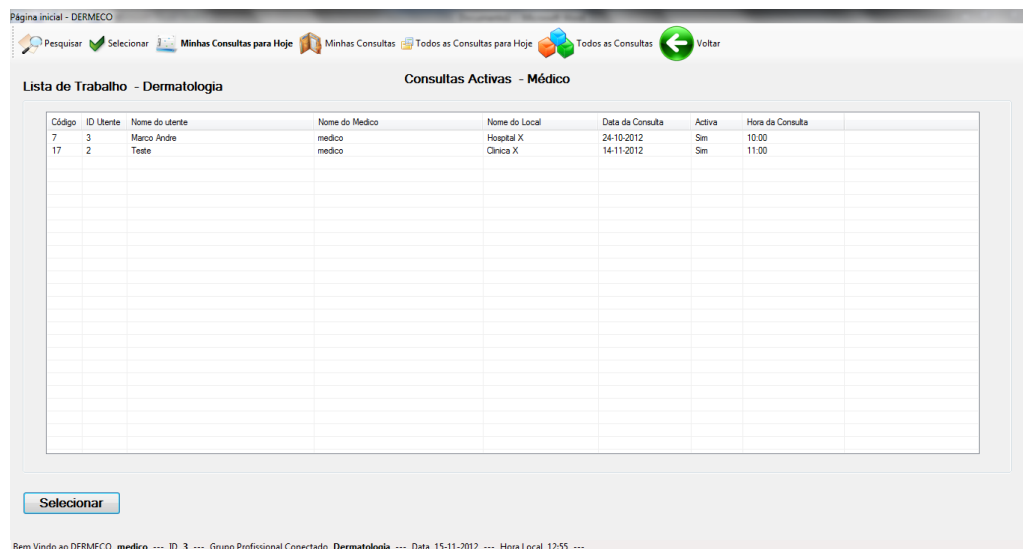 Página inicial - DERMECO
Pesquisar Selecionar Minhas Consultas para Hoje Minhas Consultas Todos as Consultas para Hoje Todos as Consultas Voltar
Consultas Activas - Médico
Lista de Trabalho - Dermatologia
Código ID Utente Nome do utente Nome do Medico Nome do Local Data da Consulta Activa Hora da Consulta
7 3 Marco Andre medico Hospital X 24-10-2012 Sim 10:00
17 2 Teste medico Clinica X 14-11-2012 Sim 11:00
Selecionar
Bem Vindo ao DERMECO medico --- ID 3 --- Grupo Profissional Conectado Dermatologia --- Data 15-11-2012 --- Hora Local 12:55 ---